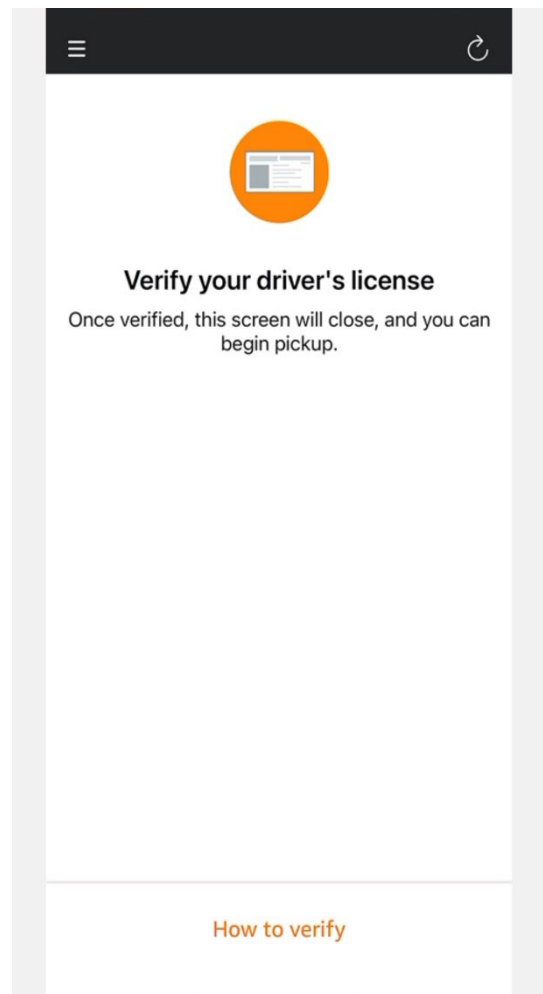 Verify your driver's license
Once verified, this screen will close, and you can
begin pickup.
How to verify